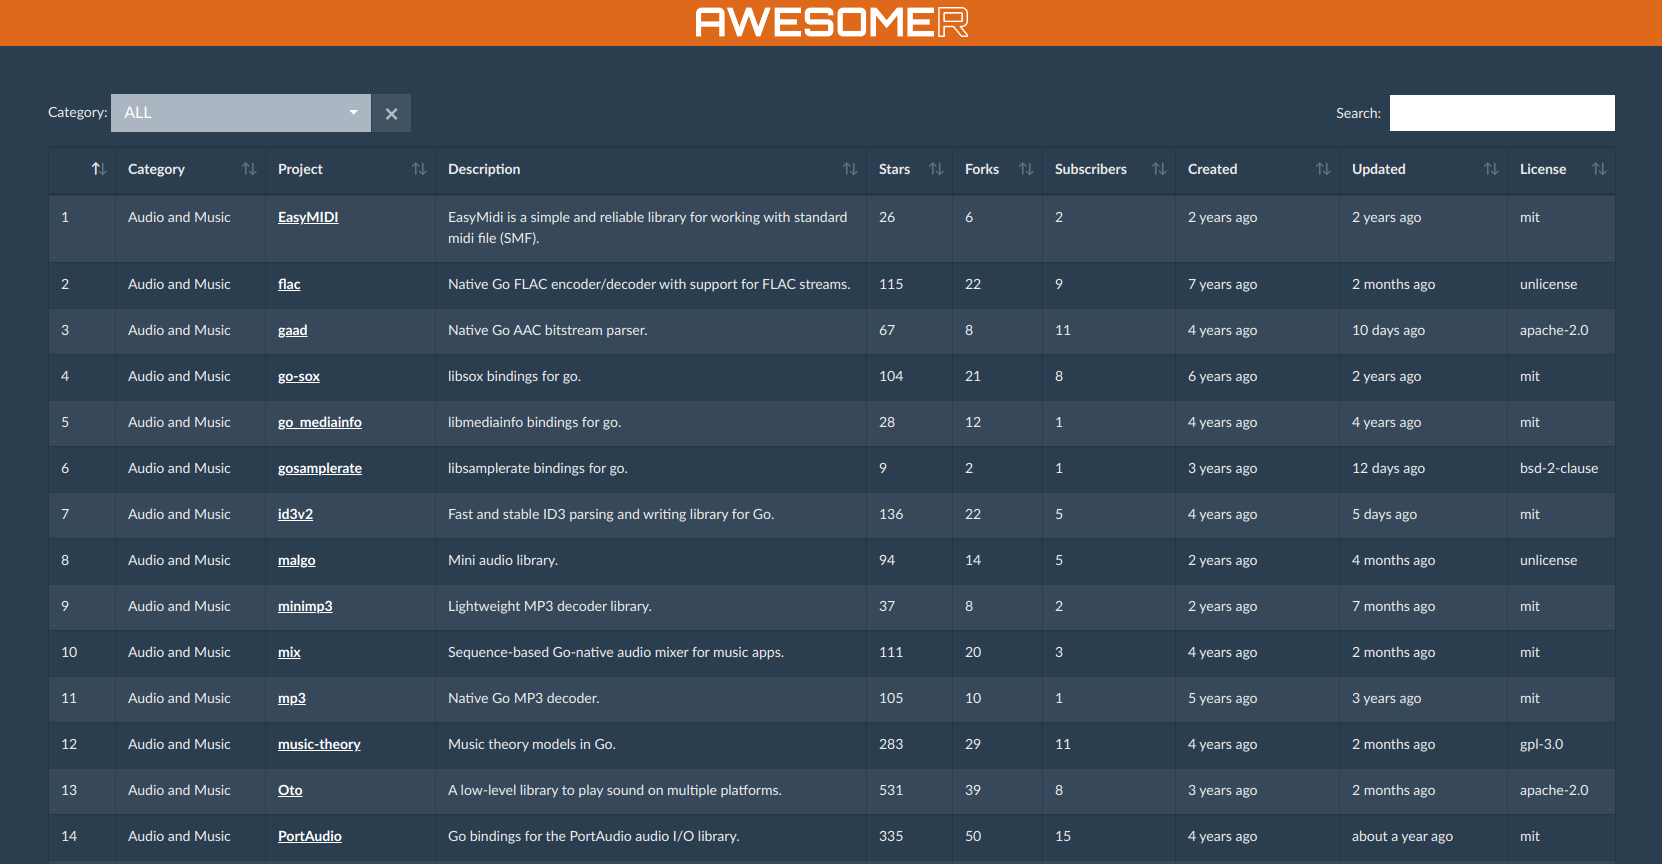 AWESOMER
Category: ALL ✕ Search:
Category Project Description Stars Forks Subscribers Created Updated License
1 Audio and Music EasyMIDI EasyMidi is a simple and reliable library for working with standard 26 6 2 2 years ago 2 years ago mit
midi file (SMF).
2 Audio and Music flac Native Go FLAC encoder/decoder with support for FLAC streams. 115 22 9 7 years ago 2 months ago unlicense
3 Audio and Music gaad Native Go AAC bitstream parser. 67 8 11 4 years ago 10 days ago apache-2.0
4 Audio and Music go-sox libsox bindings for go. 104 21 8 6 years ago 2 years ago mit
5 Audio and Music go_mediainfo libmediainfo bindings for go. 28 12 1 4 years ago 4 years ago mit
6 Audio and Music gosamplerate libsamplerate bindings for go. 9 2 1 3 years ago 12 days ago bsd-2-clause
7 Audio and Music id3v2 Fast and stable ID3 parsing and writing library for Go. 136 22 5 4 years ago 5 days ago mit
8 Audio and Music malgo Mini audio library. 94 14 5 2 years ago 4 months ago unlicense
9 Audio and Music minimp3 Lightweight MP3 decoder library. 37 8 2 2 years ago 7 months ago mit
10 Audio and Music mix Sequence-based Go-native audio mixer for music apps. 111 20 3 4 years ago 2 months ago mit
11 Audio and Music mp3 Native Go MP3 decoder. 105 10 1 5 years ago 3 years ago mit
12 Audio and Music music-theory Music theory models in Go. 283 29 11 4 years ago 2 months ago gpl-3.0
13 Audio and Music Oto A low-level library to play sound on multiple platforms. 531 39 8 3 years ago 2 months ago apache-2.0
14 Audio and Music PortAudio Go bindings for the PortAudio audio I/O library. 335 50 15 4 years ago about a year ago mit